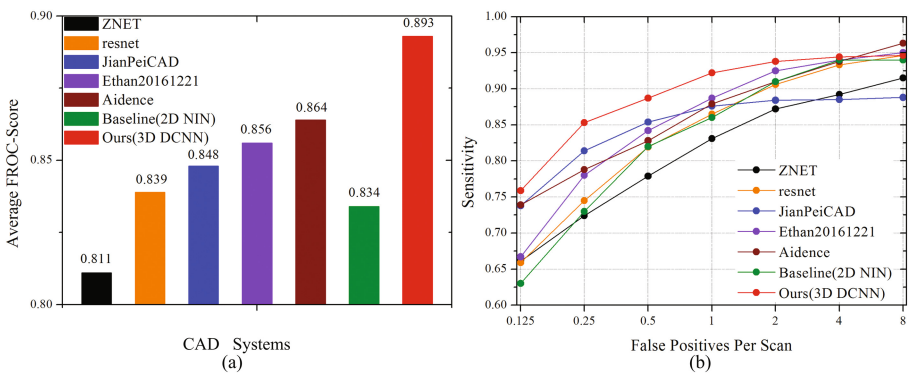 0.90
0.85
0.80
Average FROC-Score
ZNET
resnet
JianPeiCAD
Ethan20161221
Aidence
Baseline(2D NIN)
Ours(3D DCNN)
0.811
0.839
0.848
0.856
0.864
0.834
0.893
CAD Systems
(a)
1.00
0.95
0.90
0.85
0.80
0.75
0.70
0.65
0.60
Sensitivity
ZNET
resnet
JianPeiCAD
Ethan20161221
Aidence
Baseline(2D NIN)
Ours(3D DCNN)
0.125 0.25 0.5 1 2 4 8
False Positives Per Scan
(b)